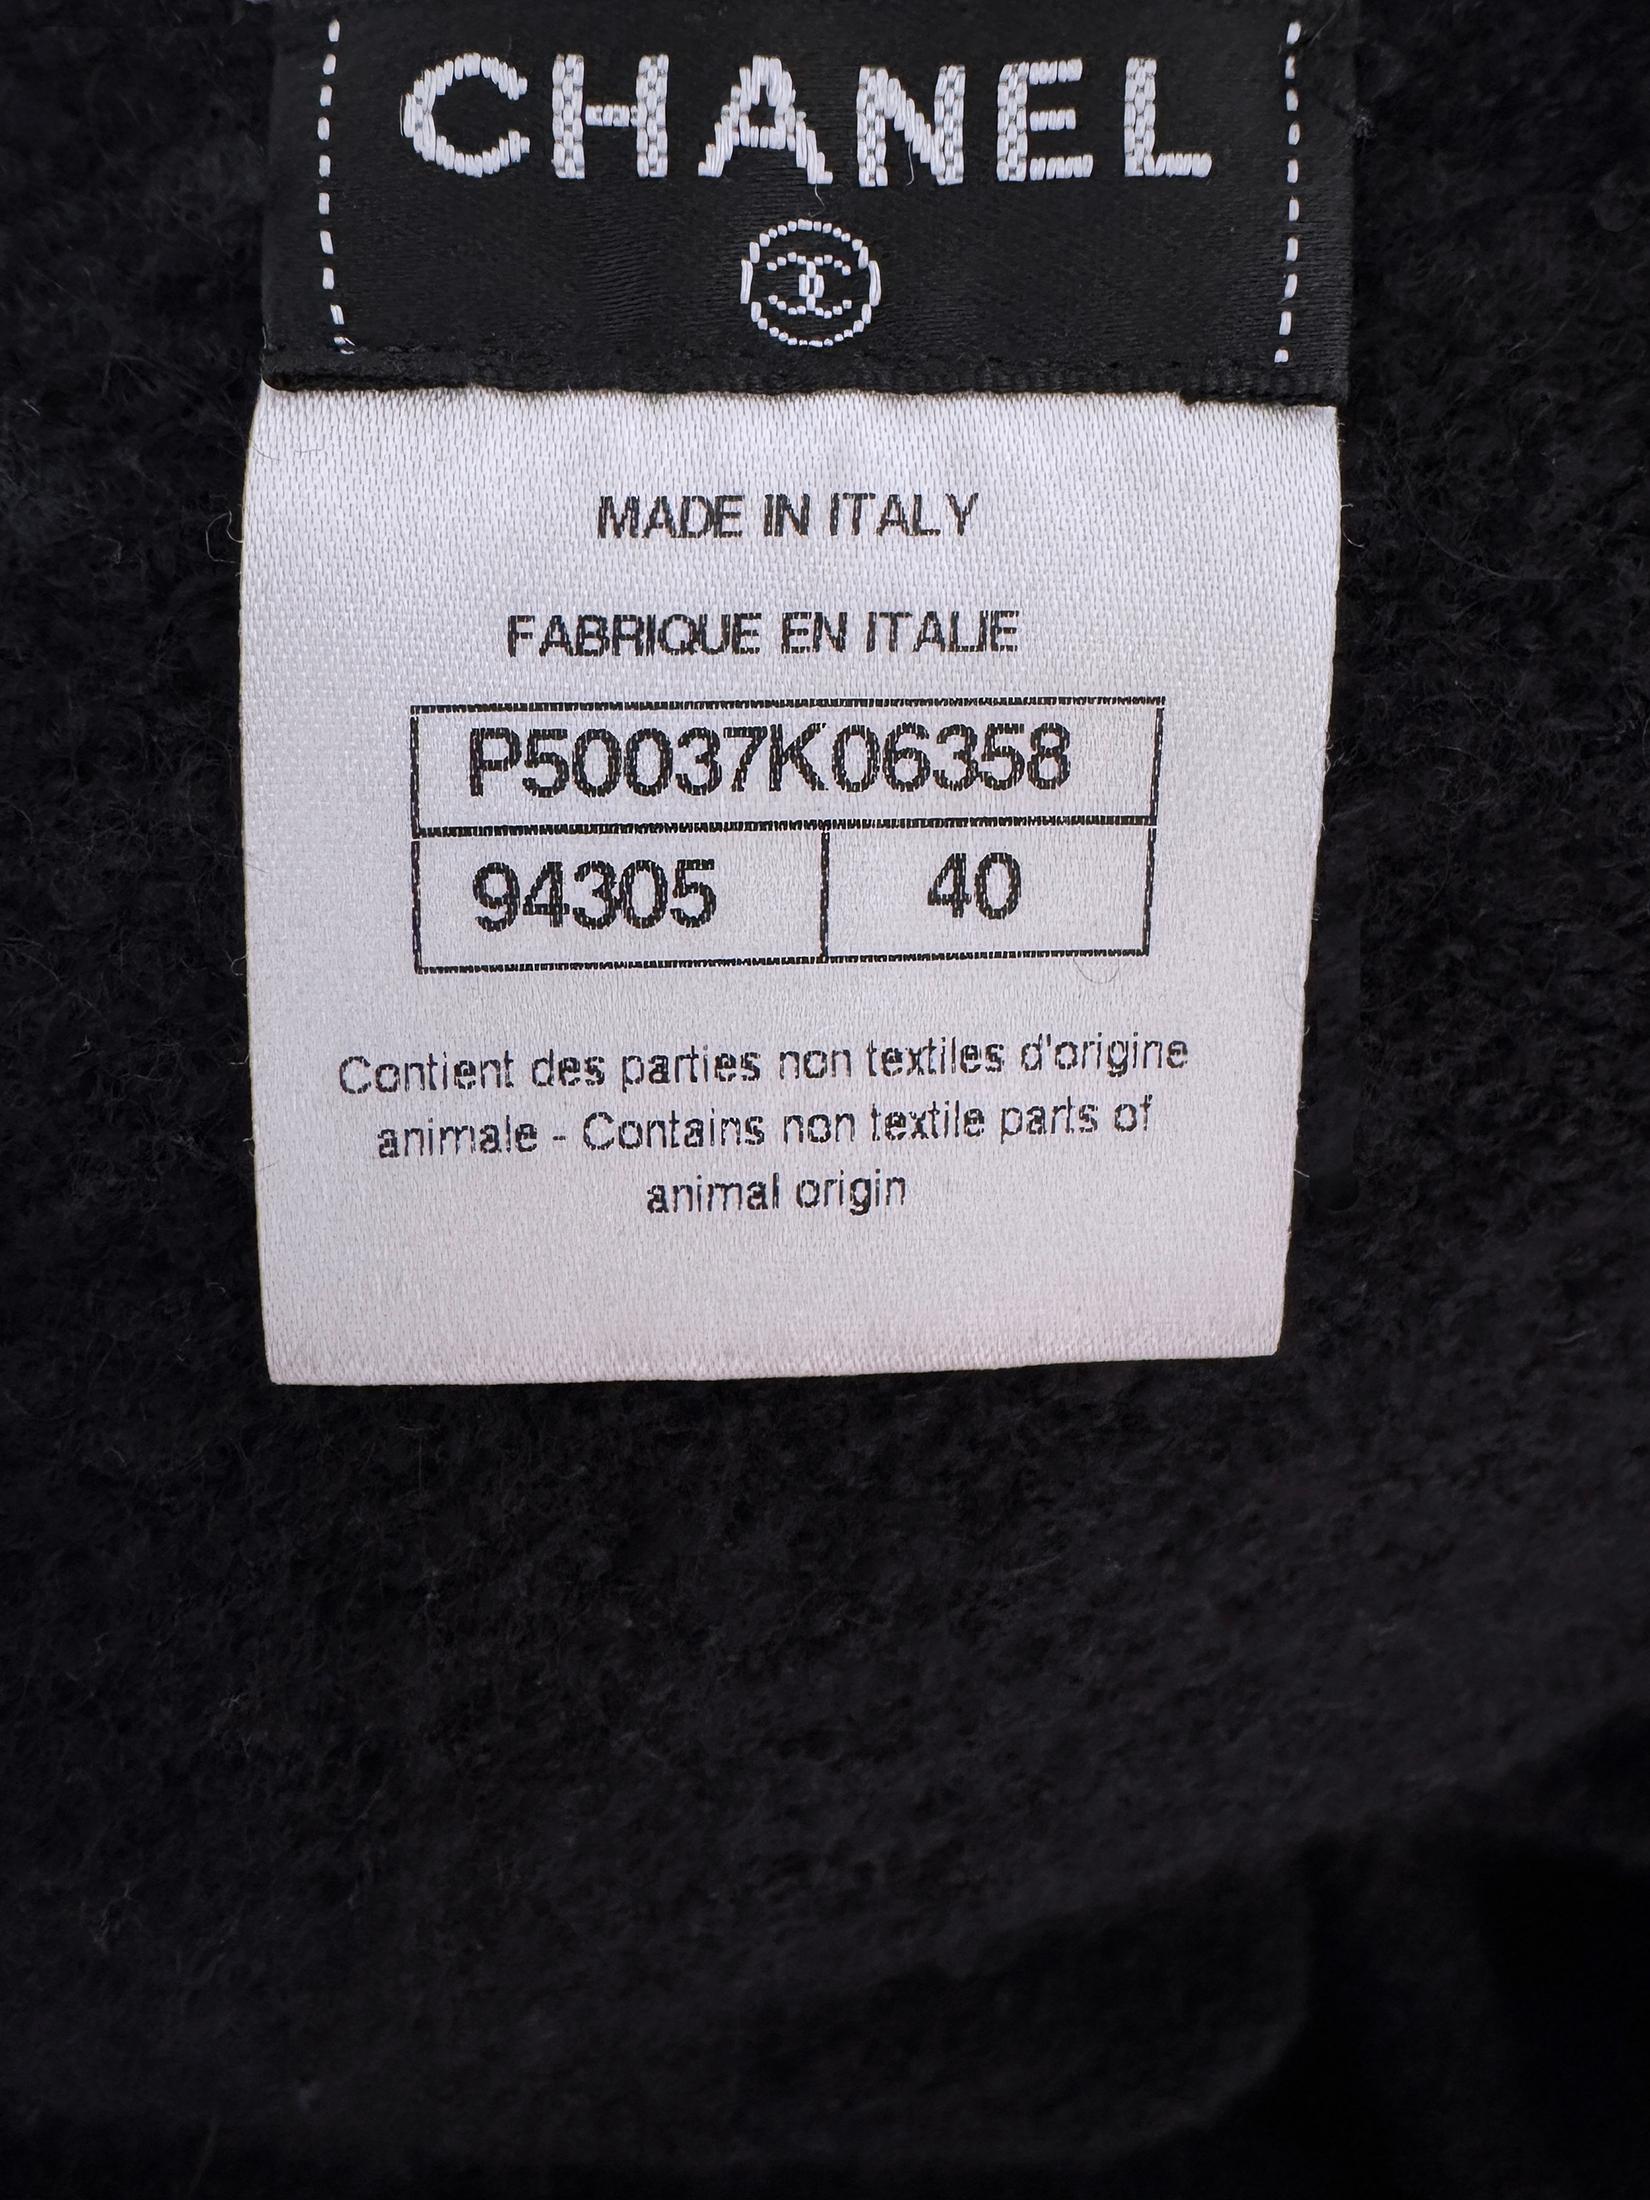 CHANEL
MADE IN ITALY
FABRIQUE EN ITALIE
P50037K06358
94305 40
Contient des parties non textiles d'origine
animale - Contains non textile parts of
animal origin